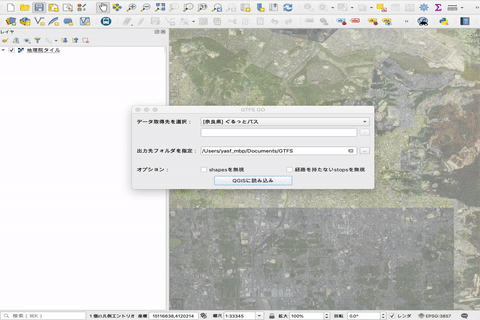 レイヤ
地理院タイル
GTFS GO
データ取得先を選択：
[奈良県] ぐるっとバス
出力先フォルダを指定：
/Users/yasf_mbp/Documents/GTFS
オプション：
shapesを無視
経路を持たないstopsを無視
QGISに読み込み
検索 (⌘K)
1 個の凡例エントリが
座標
15116638,4120214
縮尺
1:33345
拡大
100%
回転
0.0°
レンダ
EPSG:3857